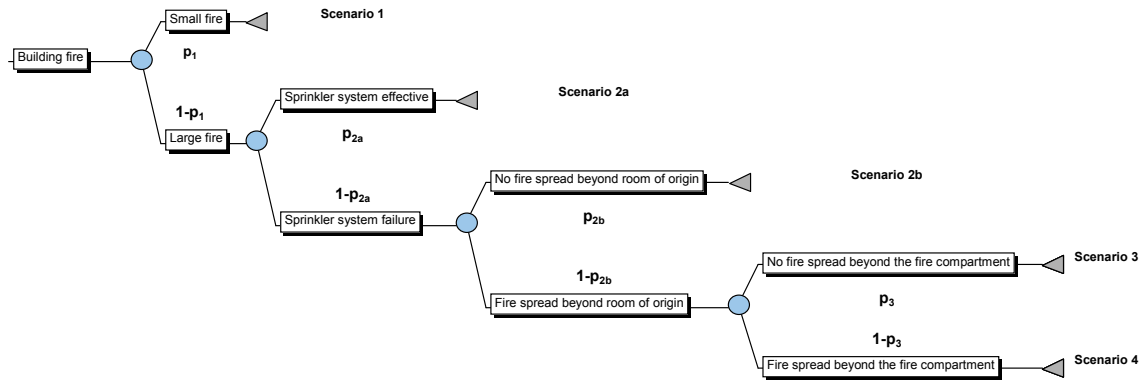 Small fire
Scenario 1
Building fire
p₁
Sprinkler system effective
Scenario 2a
1-p₁
Large fire
p₂ₐ
No fire spread beyond room of origin
Scenario 2b
1-p₂ₐ
Sprinkler system failure
p₂b
No fire spread beyond the fire compartment
Scenario 3
1-p₂b
Fire spread beyond room of origin
p₃
1-p₃
Fire spread beyond the fire compartment
Scenario 4